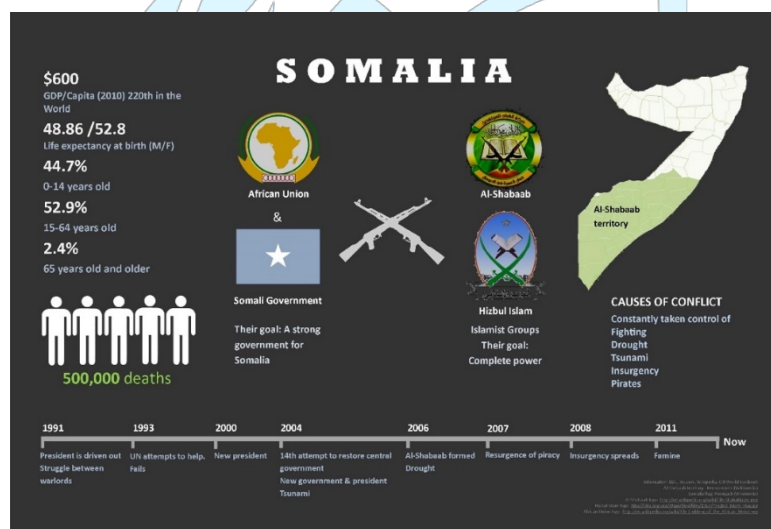 SOMALIA
$600
GDP/Capita (2010) 220th in the
World
48.86 /52.8
Life expectancy at birth (M/F)
44.7%
0-14 years old
52.9%
15-64 years old
2.4%
65 years old and older
500,000 deaths
African Union
&
Somali Government
Their goal: A strong
government for
Somalia
Al-Shabaab
Hizbul Islam
Islamist Groups
Their goal:
Complete power
Al-Shabaab
territory
CAUSES OF CONFLICT
Constantly taken control of
Fighting
Drought
Tsunami
Insurgency
Pirates
1991
President is driven out
Struggle between
warlords
1993
UN attempts to help.
Fails
2000
New president
2004
14th attempt to restore central
government
New government & president
Tsunami
2006
Al-Shabaab formed
Drought
2007
Resurgence of piracy
2008
Insurgency spreads
2011
Famine
Now